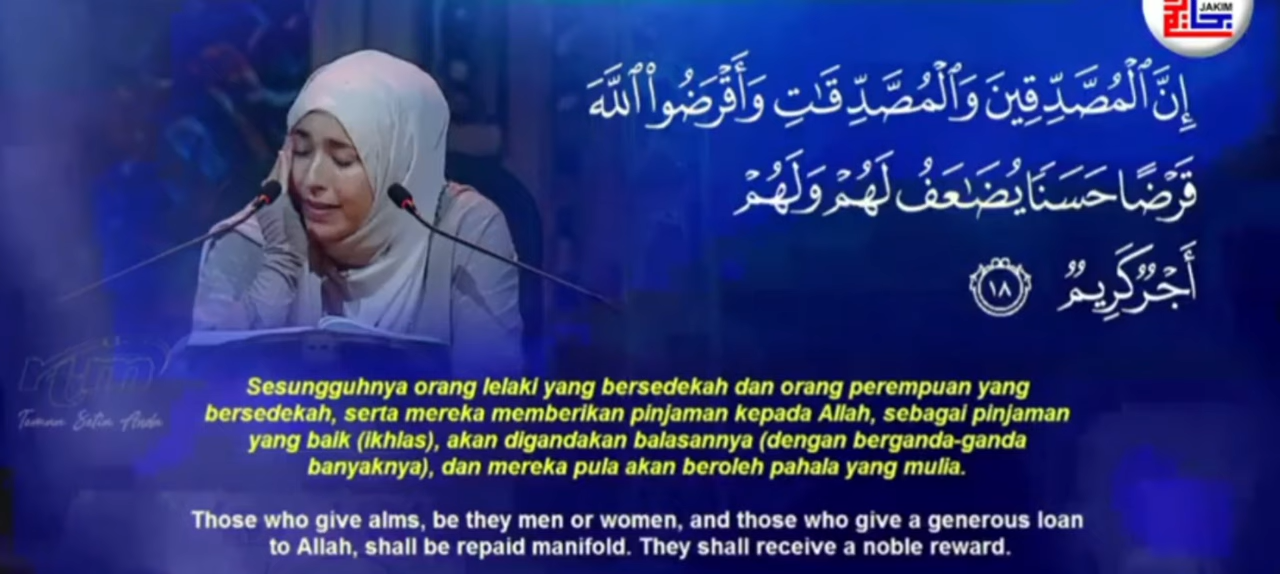 JAKIM
إِنَّ ٱلْمُصَّدِّقِينَ وَٱلْمُصَّدِّقَـٰتِ وَأَقْرَضُوا۟ ٱللَّهَ
قَرْضًا حَسَنًا يُضَـٰعَفُ لَهُمْ وَلَهُمْ
أَجْرٌ كَرِيمٌ ١٨
Teman Setia Anda
Sesungguhnya orang lelaki yang bersedekah dan orang perempuan yang
bersedekah, serta mereka memberikan pinjaman kepada Allah, sebagai pinjaman
yang baik (ikhlas), akan digandakan balasannya (dengan berganda-ganda
banyaknya), dan mereka pula akan beroleh pahala yang mulia.
Those who give alms, be they men or women, and those who give a generous loan
to Allah, shall be repaid manifold. They shall receive a noble reward.